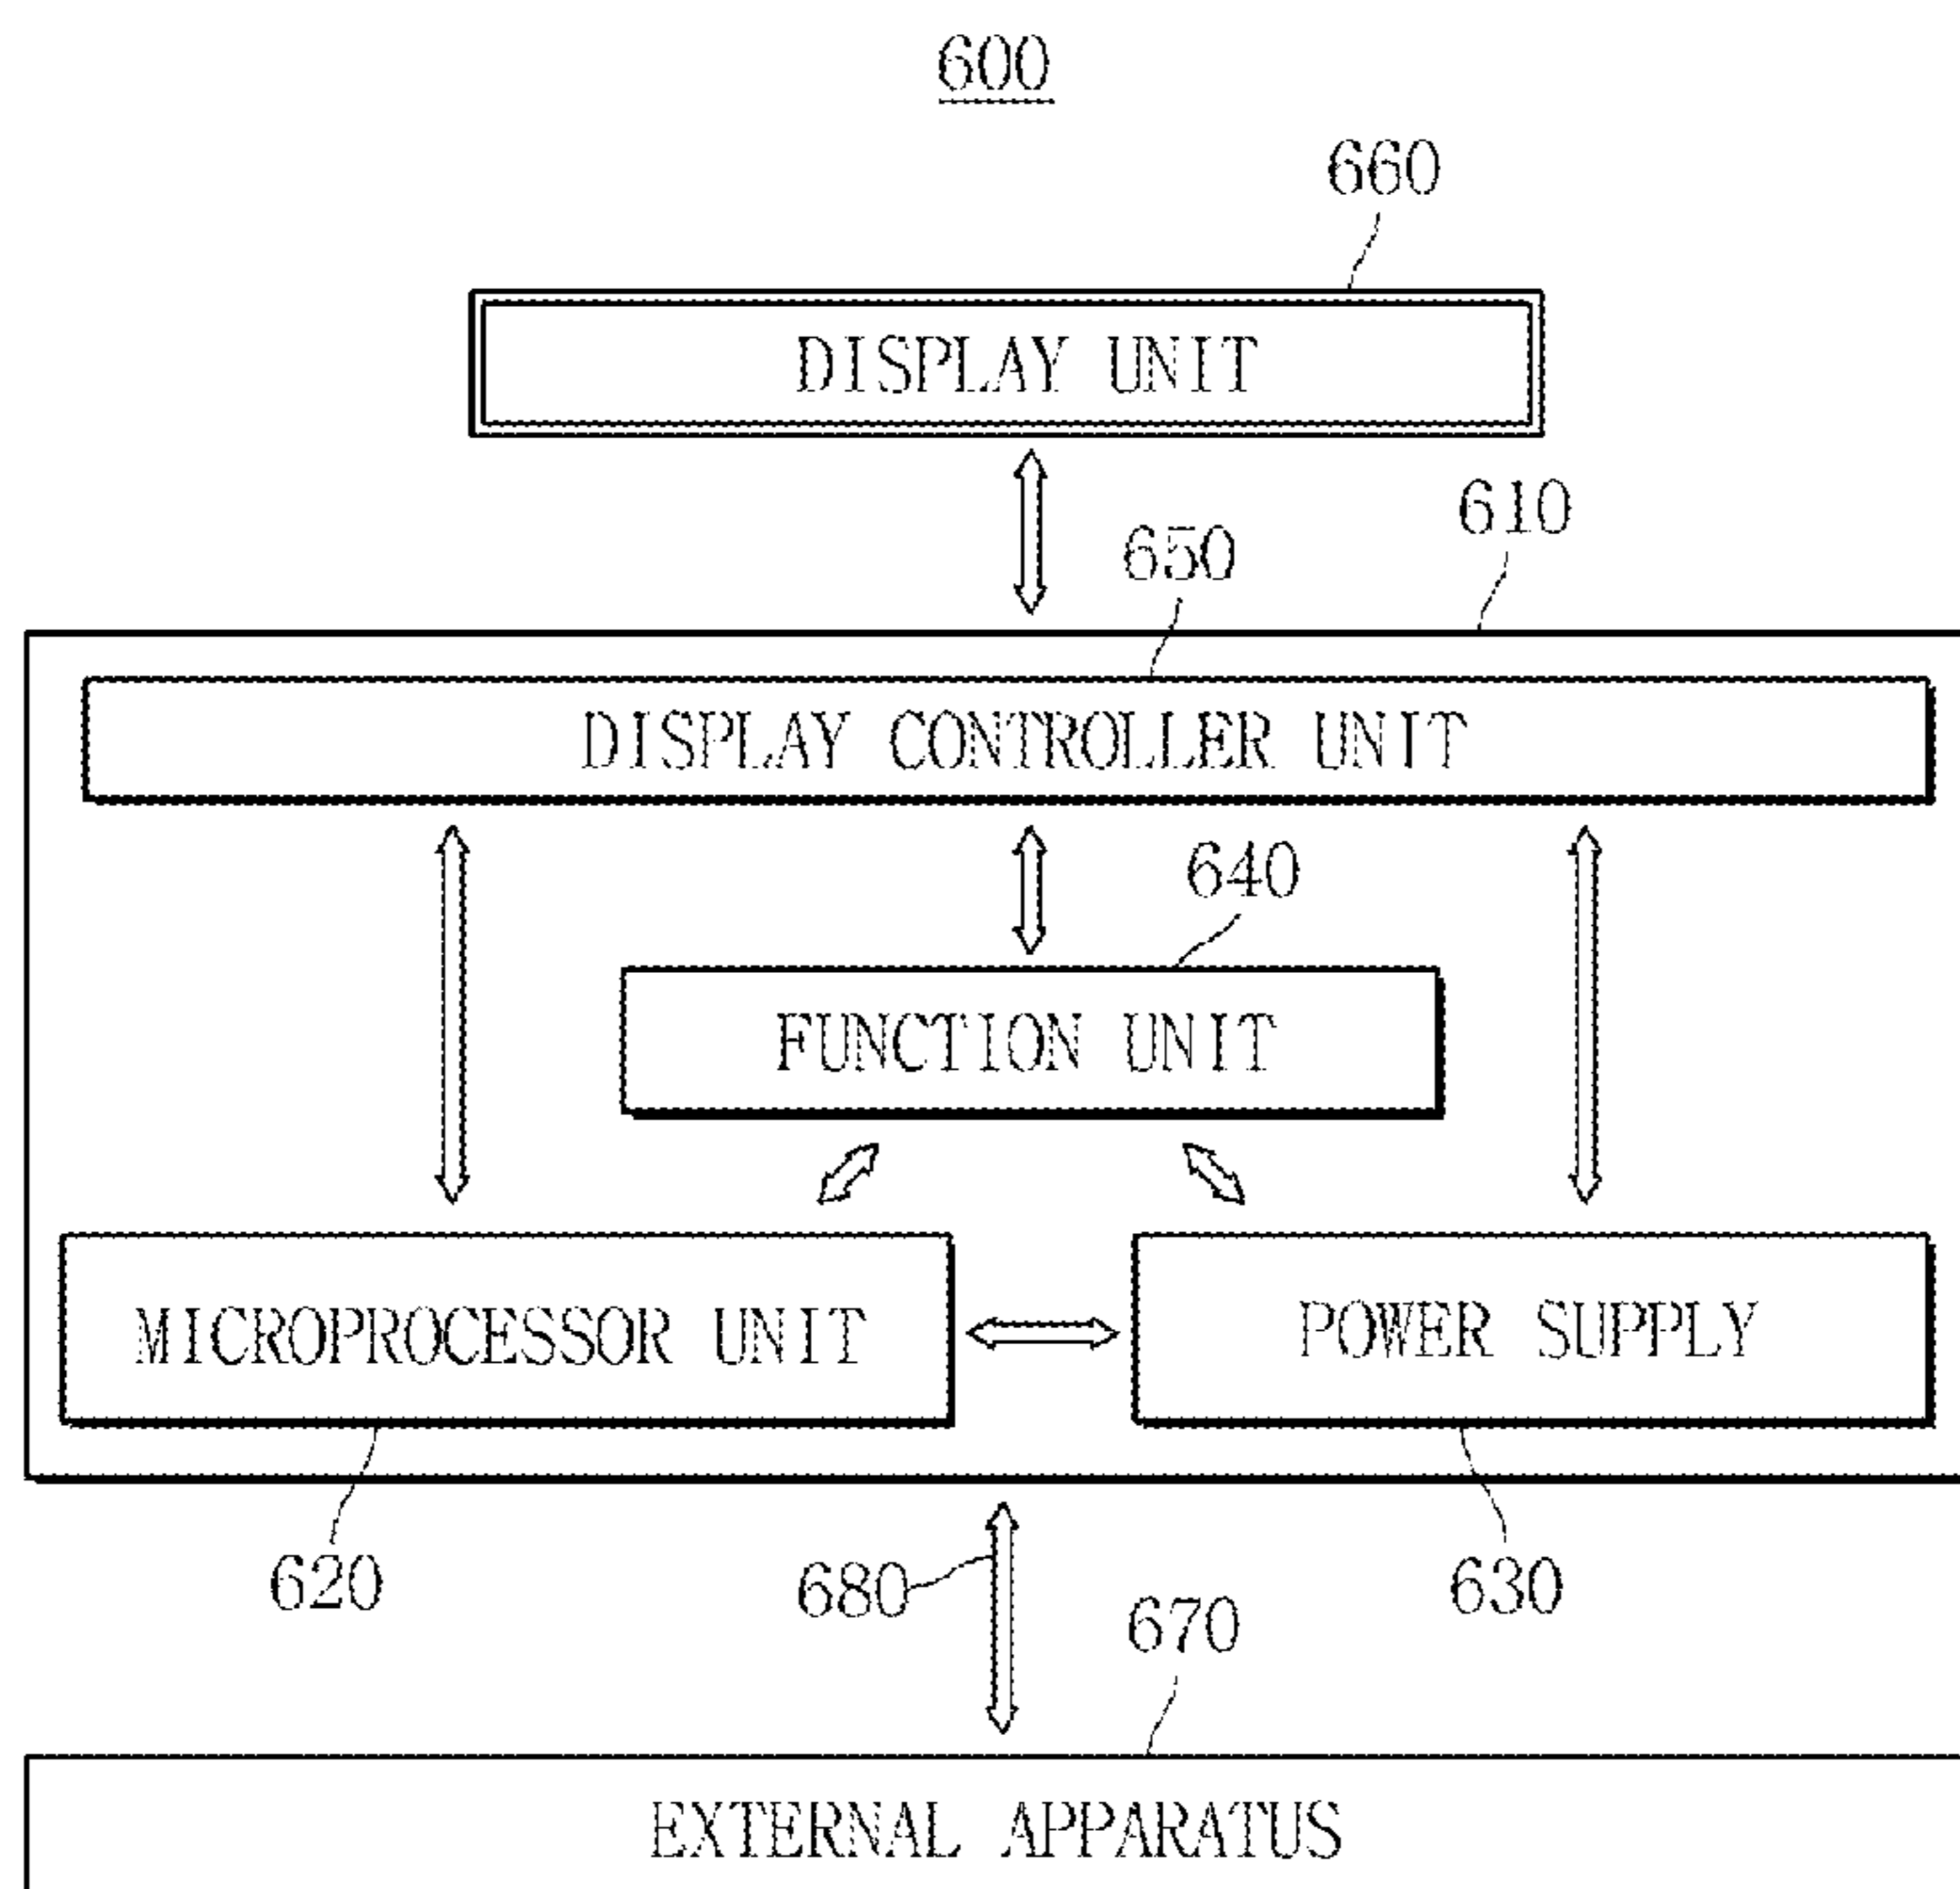 600
660
DISPLAY UNIT
610
650
DISPLAY CONTROLLER UNIT
640
FUNCTION UNIT
MICROPROCESSOR UNIT
POWER SUPPLY
620
680
630
670
EXTERNAL APPARATUS